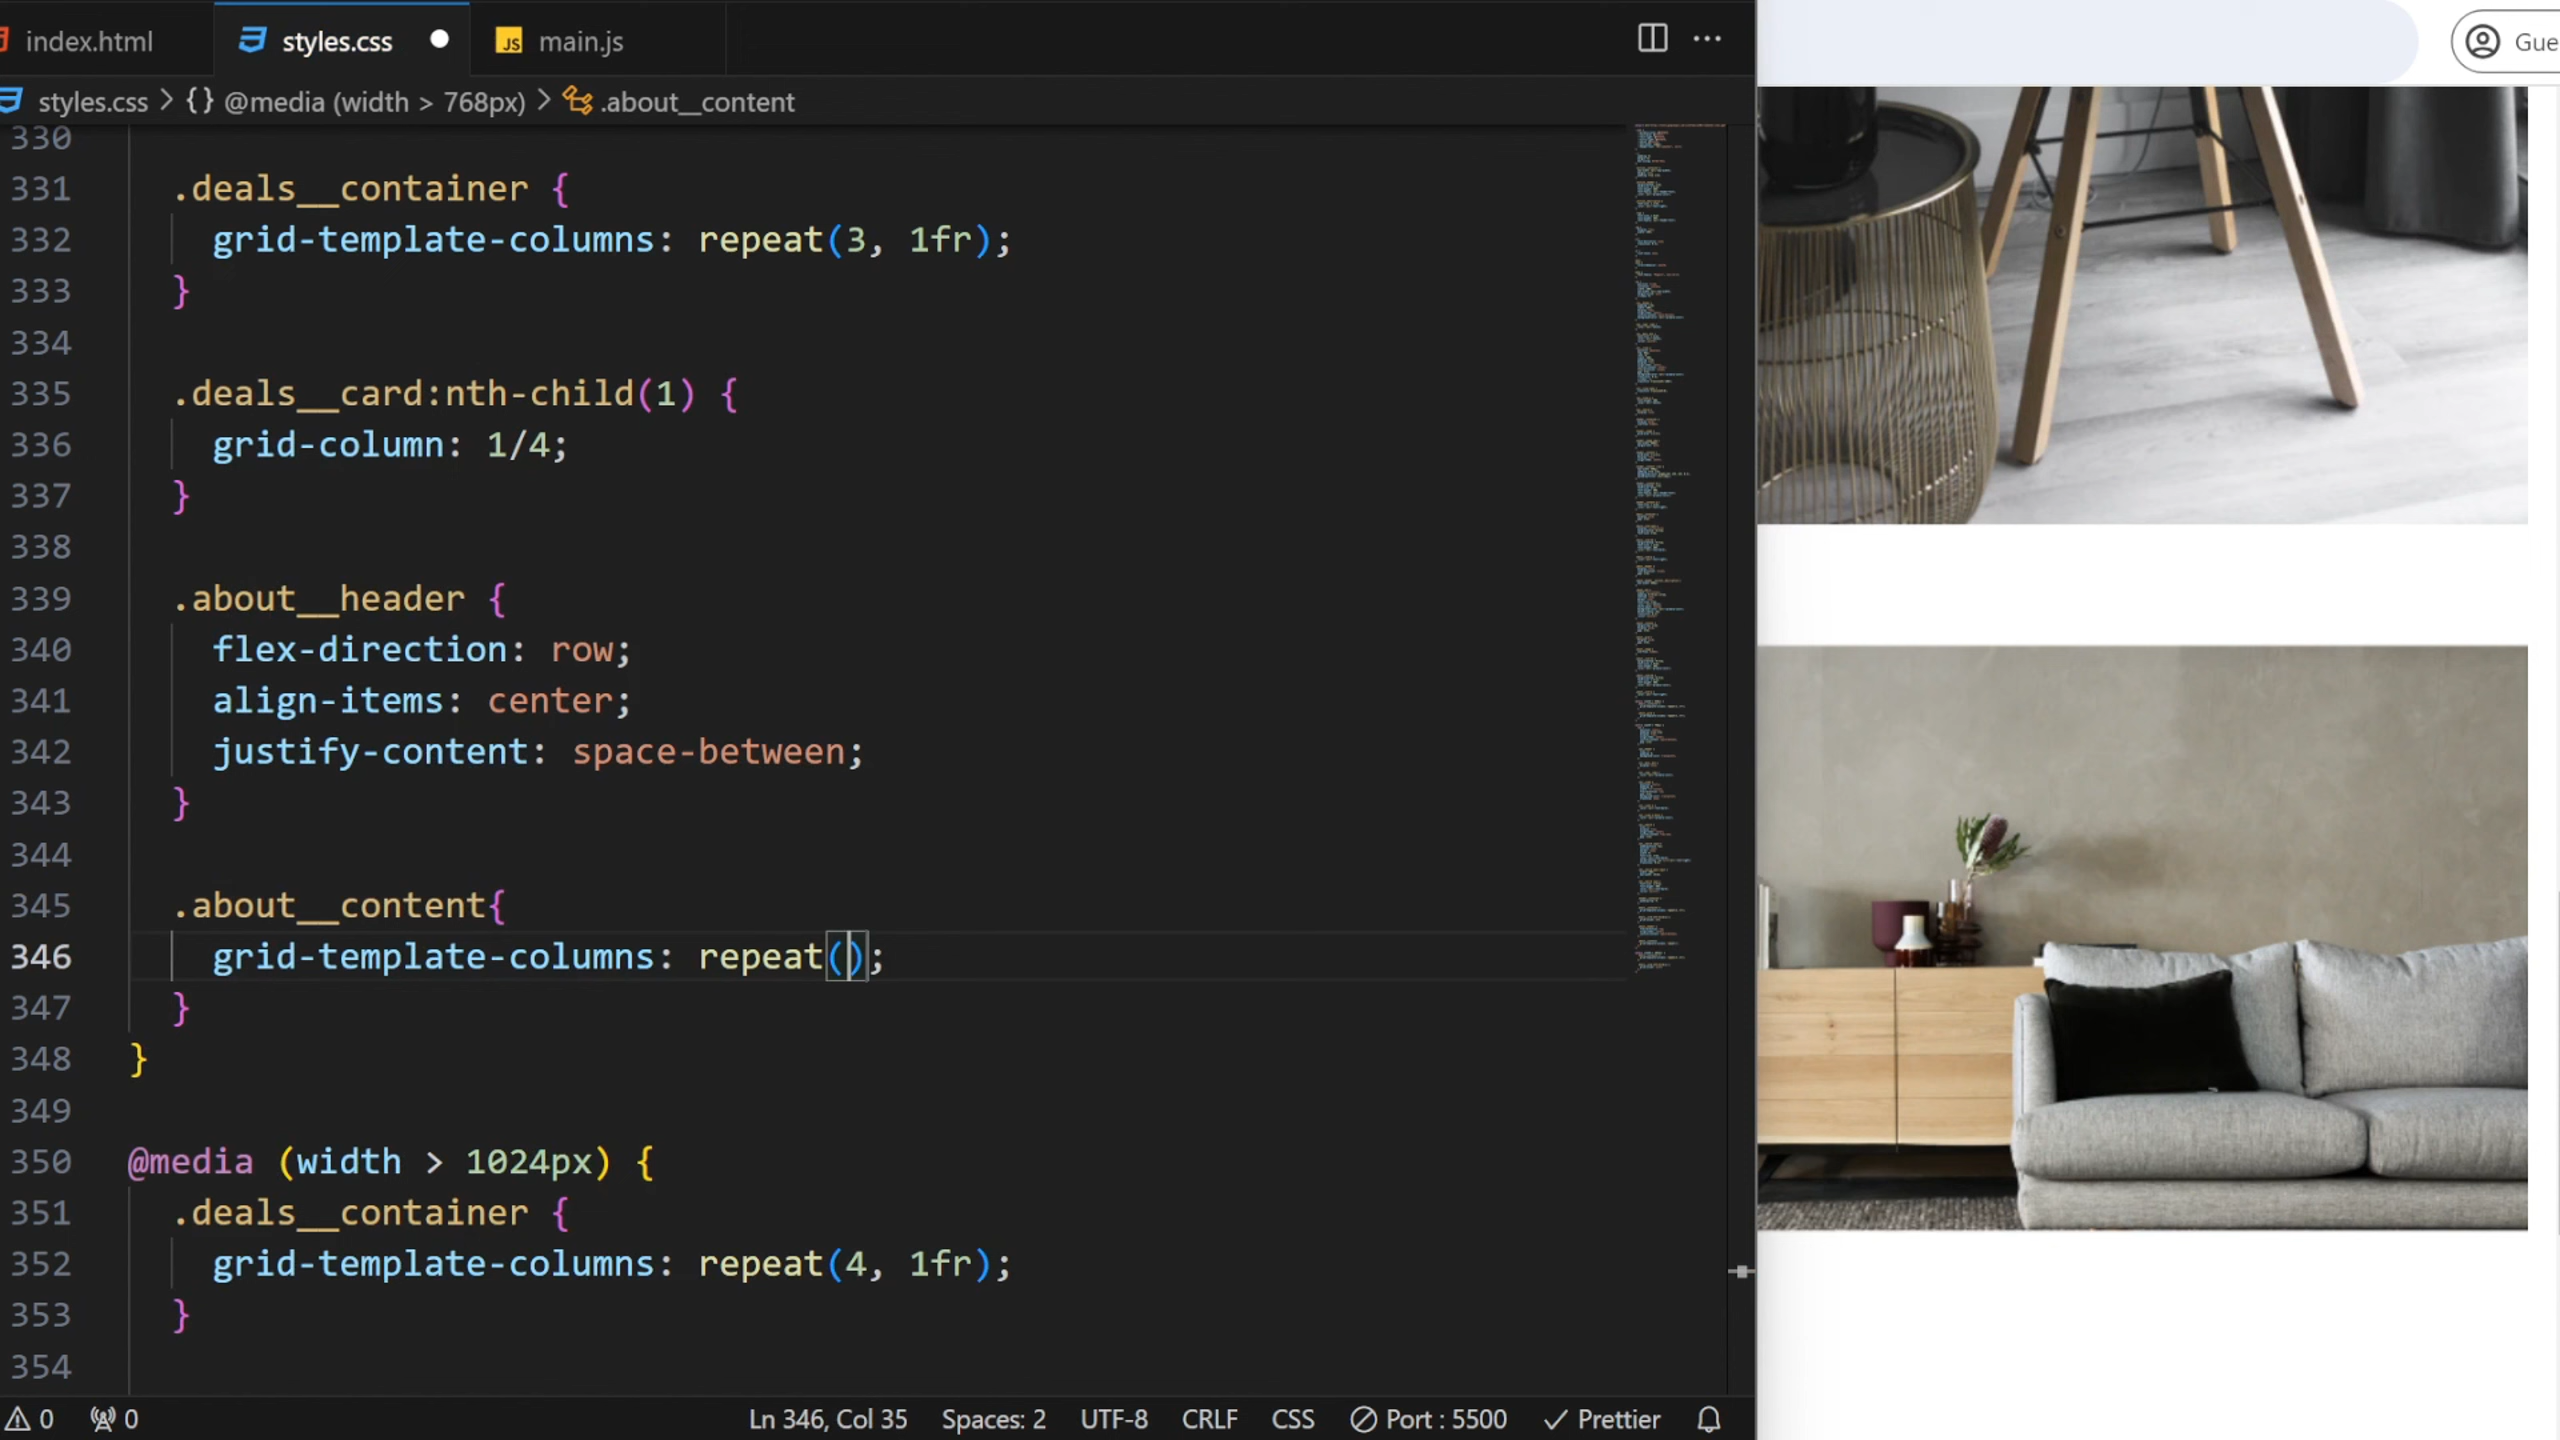 index.html
styles.css
JS main.js
Gue
styles.css > {} @media (width > 768px) > .about__content
330
331 .deals__container {
332 grid-template-columns: repeat(3, 1fr);
333 }
334
335 .deals__card:nth-child(1) {
336 grid-column: 1/4;
337 }
338
339 .about__header {
340 flex-direction: row;
341 align-items: center;
342 justify-content: space-between;
343 }
344
345 .about__content{
346 grid-template-columns: repeat();
347 }
348 }
349
350 @media (width > 1024px) {
351 .deals__container {
352 grid-template-columns: repeat(4, 1fr);
353 }
354
0 0 Ln 346, Col 35 Spaces: 2 UTF-8 CRLF CSS Port : 5500 Prettier